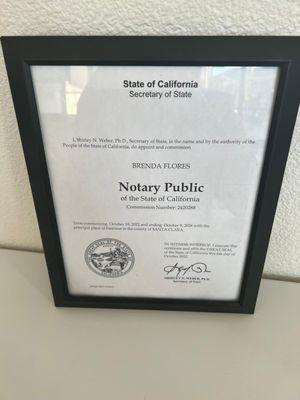 State of California
Secretary of State
I, Shirley N. Weber, Ph.D., Secretary of State, in the name and by the authority of the
People of the State of California, do appoint and commission
BRENDA FLORES
Notary Public
of the State of California
Commission Number: 2420288
Term commencing October 10, 2022 and ending October 9, 2026 with the
principal place of business in the county of SANTA CLARA.
IN WITNESS WHEREOF, I execute this
certificate and affix the GREAT SEAL
of the State of California this day of
October 2022.
SHIRLEY N. WEBER, PH.D.
Secretary of State